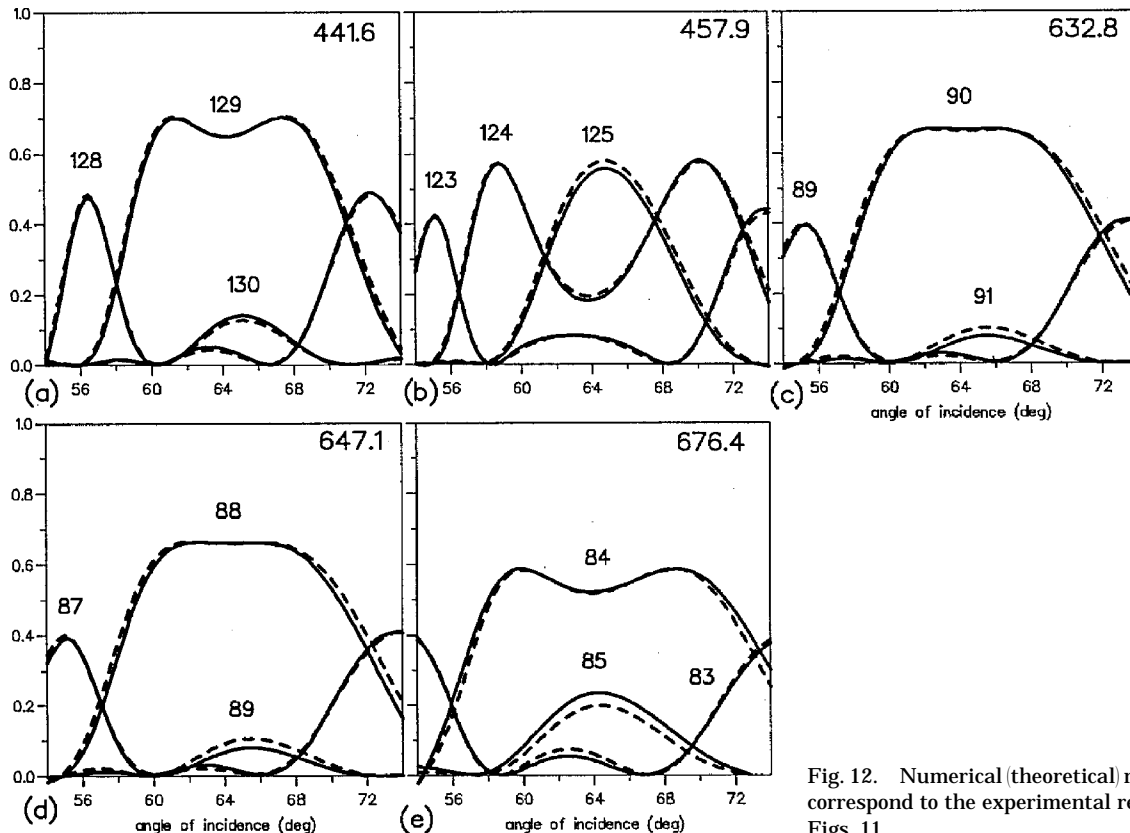 441.6
457.9
632.8
1.0
0.8
0.6
0.4
0.2
0.0
128
129
130
123
124
125
89
90
91
(a)
56 60 64 68 72
(b)
56 60 64 68 72
(c)
56 60 64 68 72
angle of incidence (deg)
647.1
676.4
1.0
0.8
0.6
0.4
0.2
0.0
87
88
89
84
85
83
(d)
56 60 64 68 72
(e)
56 60 64 68 72
angle of incidence (deg)
angle of incidence (deg)
Fig. 12. Numerical (theoretical)
correspond to the experimental
Figs. 11